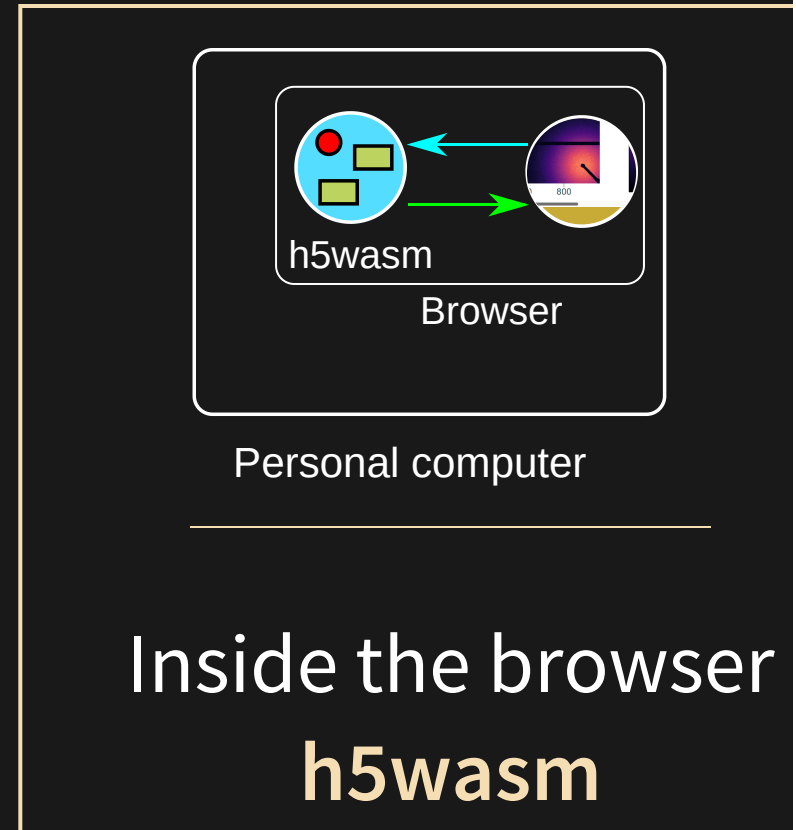 800
h5wasm
Browser
Personal computer
Inside the browser
h5wasm